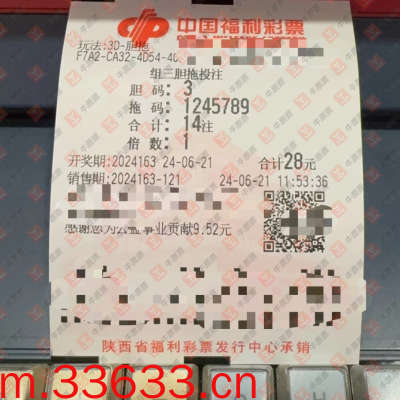 中国福利彩票
玩法:3D-胆拖
F7A2-CA32-4D54-4C
组三胆拖投注
胆 码: 3
拖 码: 1245789
合 计: 14注
倍 数: 1
开奖期:2024163 24-06-21 合计28元
销售期:2024163-121 24-06-21 11:53:36
感谢您为公益事业贡献9.52元
陕西省福利彩票发行中心承销
m.33633.cn